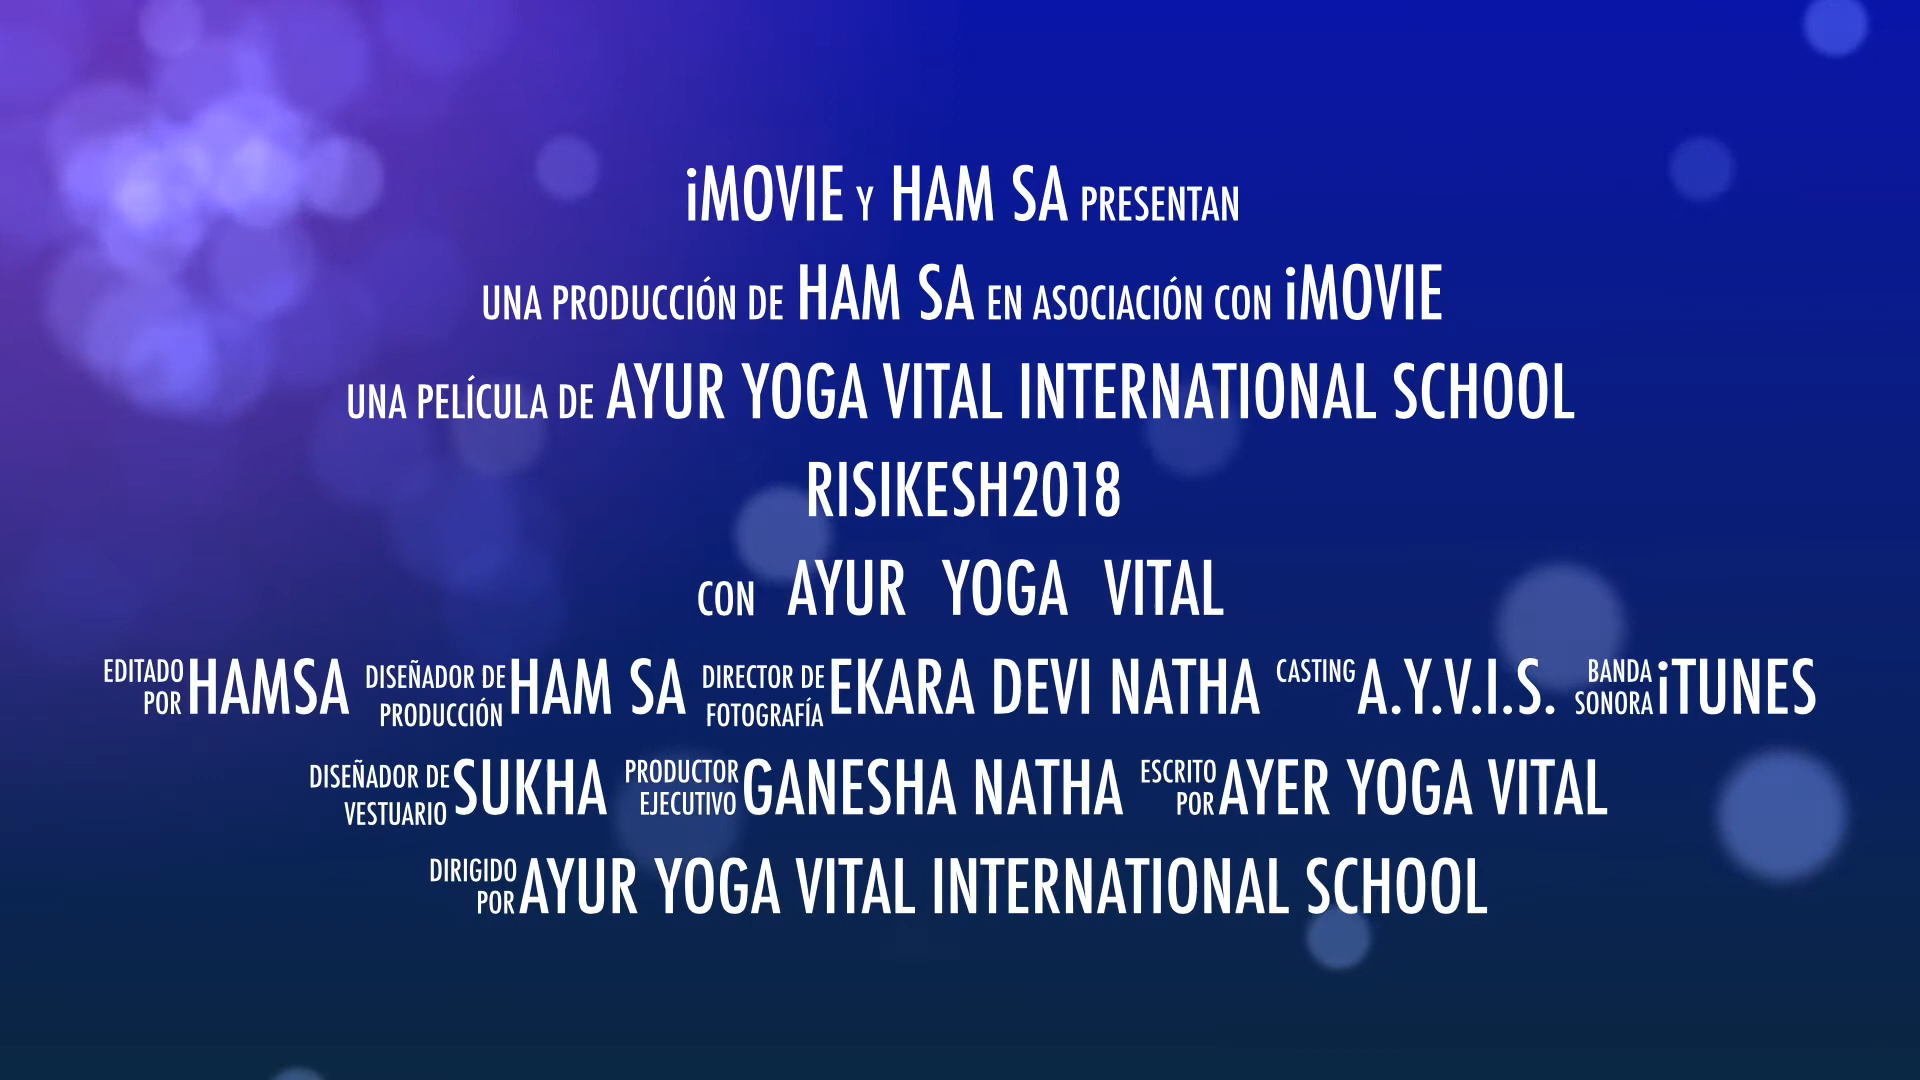 iMOVIE Y HAM SA PRESENTAN
UNA PRODUCCIÓN DE HAM SA EN ASOCIACIÓN CON iMOVIE
UNA PELÍCULA DE AYUR YOGA VITAL INTERNATIONAL SCHOOL
RISIKESH2018
CON AYUR YOGA VITAL
EDITADO POR HAMSA DISEÑADOR DE PRODUCCIÓN HAM SA DIRECTOR DE FOTOGRAFÍA EKARA DEVI NATHA CASTING A.Y.V.I.S. BANDA SONORA iTUNES
DISEÑADOR DE VESTUARIO SUKHA PRODUCTOR EJECUTIVO GANESHA NATHA ESCRITO POR AYER YOGA VITAL
DIRIGIDO POR AYUR YOGA VITAL INTERNATIONAL SCHOOL